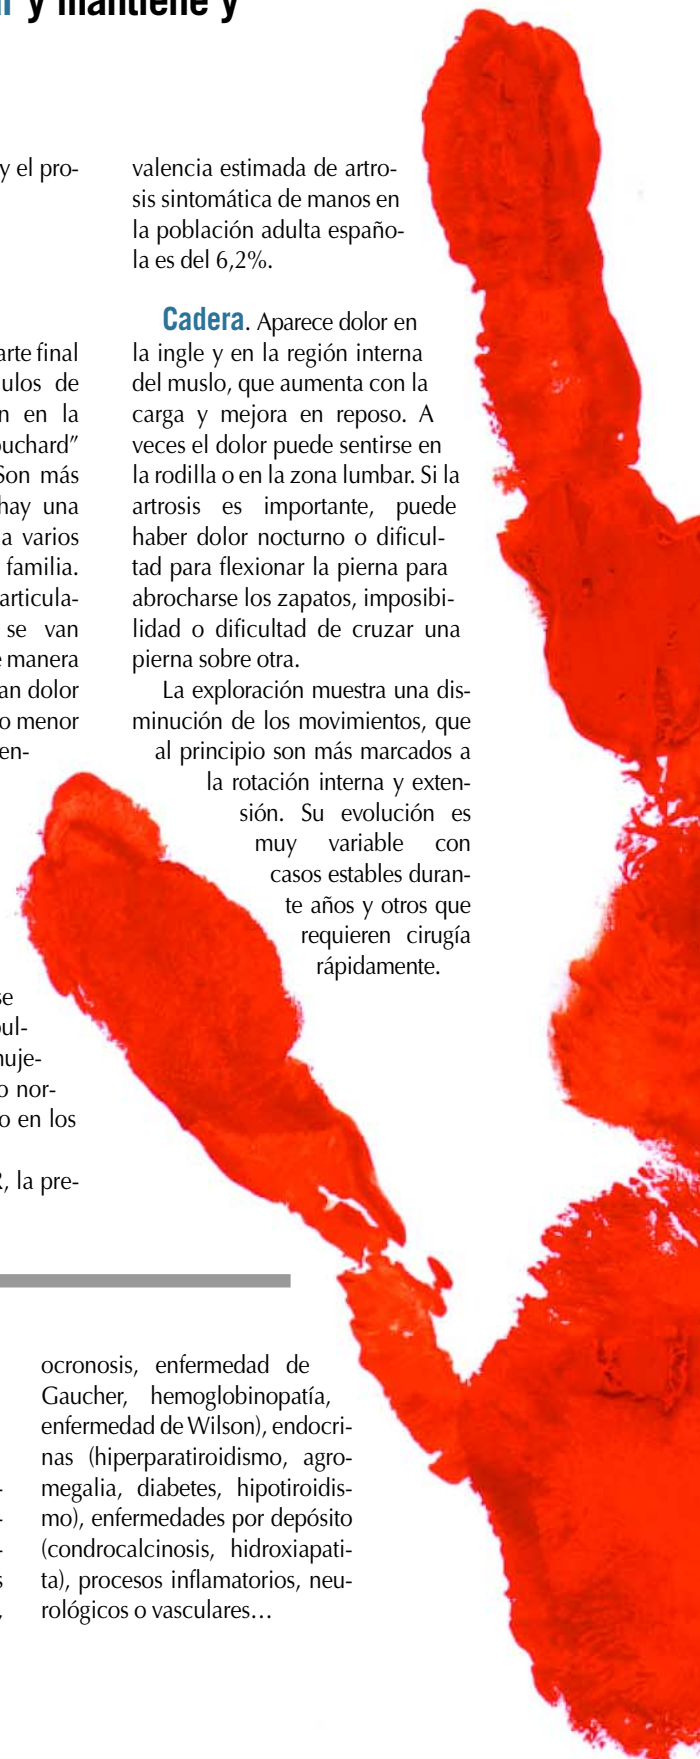 y mantiene y
y el pro-
arte final
ulos de
n en la
ouchard”
Son más
hay una
a varios
familia.
articula-
se van
manera
an dolor
o menor
en-
se
pul-
nuje-
o nor-
o en los
, la pre-
valencia estimada de artro-
sis sintomática de manos en
la población adulta españo-
la es del 6,2%.
Cadera. Aparece dolor en
la ingle y en la región interna
del muslo, que aumenta con la
carga y mejora en reposo. A
veces el dolor puede sentirse en
la rodilla o en la zona lumbar. Si la
artrosis es importante, puede
haber dolor nocturno o dificul-
tad para flexionar la pierna para
abrocharse los zapatos, imposibi-
lidad o dificultad de cruzar una
pierna sobre otra.
La exploración muestra una dis-
minución de los movimientos, que
al principio son más marcados a
la rotación interna y exten-
sión. Su evolución es
muy variable con
casos estables duran-
te años y otros que
requieren cirugía
rápidamente.
ocronosis, enfermedad de
Gaucher, hemoglobinopatía,
enfermedad de Wilson), endocri-
nas (hiperparatiroidismo, agro-
megalia, diabetes, hipotiroidis-
mo), enfermedades por depósito
(condrocalcinosis, hidroxiapati-
ta), procesos inflamatorios, neu-
rológicos o vasculares…